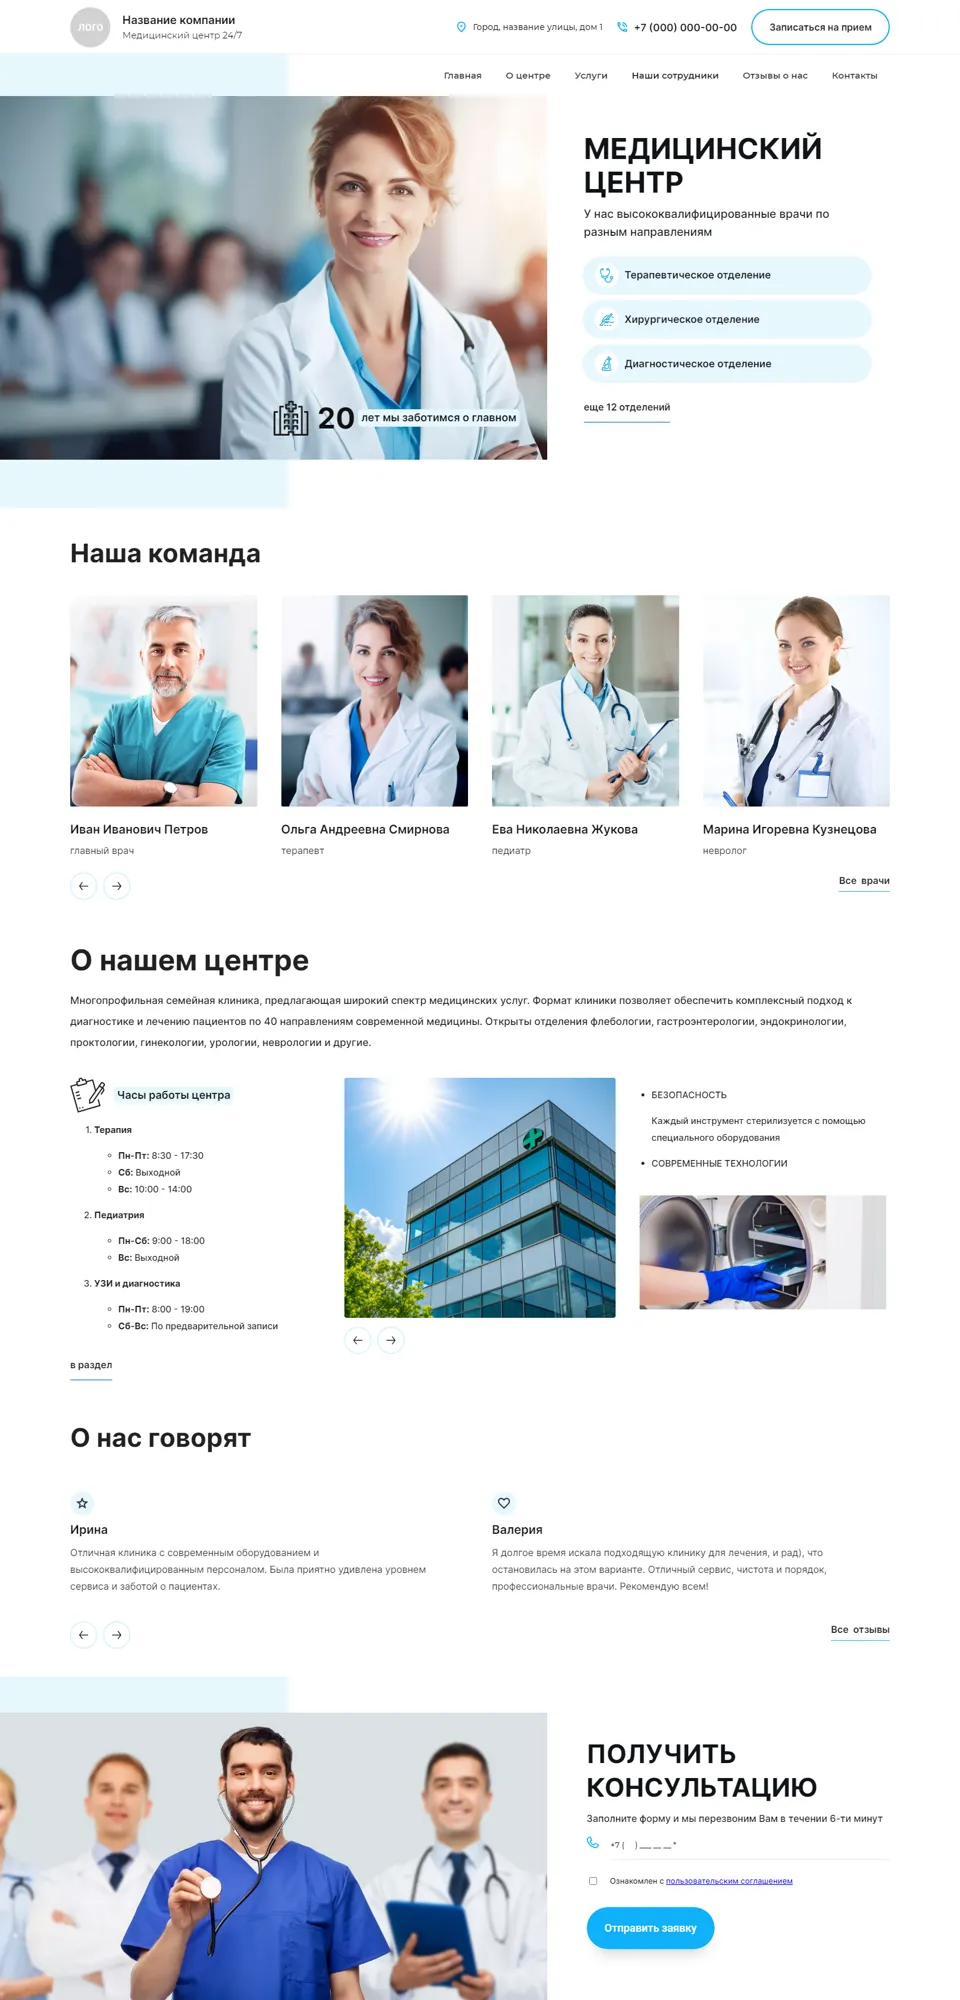 ЛОГО
Название компании
Медицинский центр 24/7
Город, название улицы, дом 1
+7 (000) 000-00-00
Записаться на прием
Главная
О центре
Услуги
Наши сотрудники
Отзывы о нас
Контакты
МЕДИЦИНСКИЙ
ЦЕНТР
У нас высококвалифицированные врачи по
разным направлениям
Терапевтическое отделение
Хирургическое отделение
Диагностическое отделение
еще 12 отделений
20 лет мы заботимся о главном
Наша команда
Иван Иванович Петров
главный врач
Ольга Андреевна Смирнова
терапевт
Ева Николаевна Жукова
педиатр
Марина Игоревна Кузнецова
невролог
Все врачи
О нашем центре
Многопрофильная семейная клиника, предлагающая широкий спектр медицинских услуг. Формат клиники позволяет обеспечить комплексный подход к
диагностике и лечению пациентов по 40 направлениям современной медицины. Открыты отделения флебологии, гастроэнтерологии, эндокринологии,
проктологии, гинекологии, урологии, неврологии и другие.
Часы работы центра
1. Терапия
Пн-Пт: 8:30 - 17:30
Сб: Выходной
Вс: 10:00 - 14:00
2. Педиатрия
Пн-Сб: 9:00 - 18:00
Вс: Выходной
3. УЗИ и диагностика
Пн-Пт: 8:00 - 19:00
Сб-Вс: По предварительной записи
в раздел
• БЕЗОПАСНОСТЬ
Каждый инструмент стерилизуется с помощью
специального оборудования
• СОВРЕМЕННЫЕ ТЕХНОЛОГИИ
О нас говорят
Ирина
Отличная клиника с современным оборудованием и
высококвалифицированным персоналом. Была приятно удивлена уровнем
сервиса и заботой о пациентах.
Валерия
Я долгое время искала подходящую клинику для лечения, и рад), что
остановилась на этом варианте. Отличный сервис, чистота и порядок,
профессиональные врачи. Рекомендую всем!
Все отзывы
ПОЛУЧИТЬ
КОНСУЛЬТАЦИЮ
Заполните форму и мы перезвоним Вам в течении 6-ти минут
+7 ( ) ___ __ __ *
Ознакомлен с пользовательским соглашением
Отправить заявку